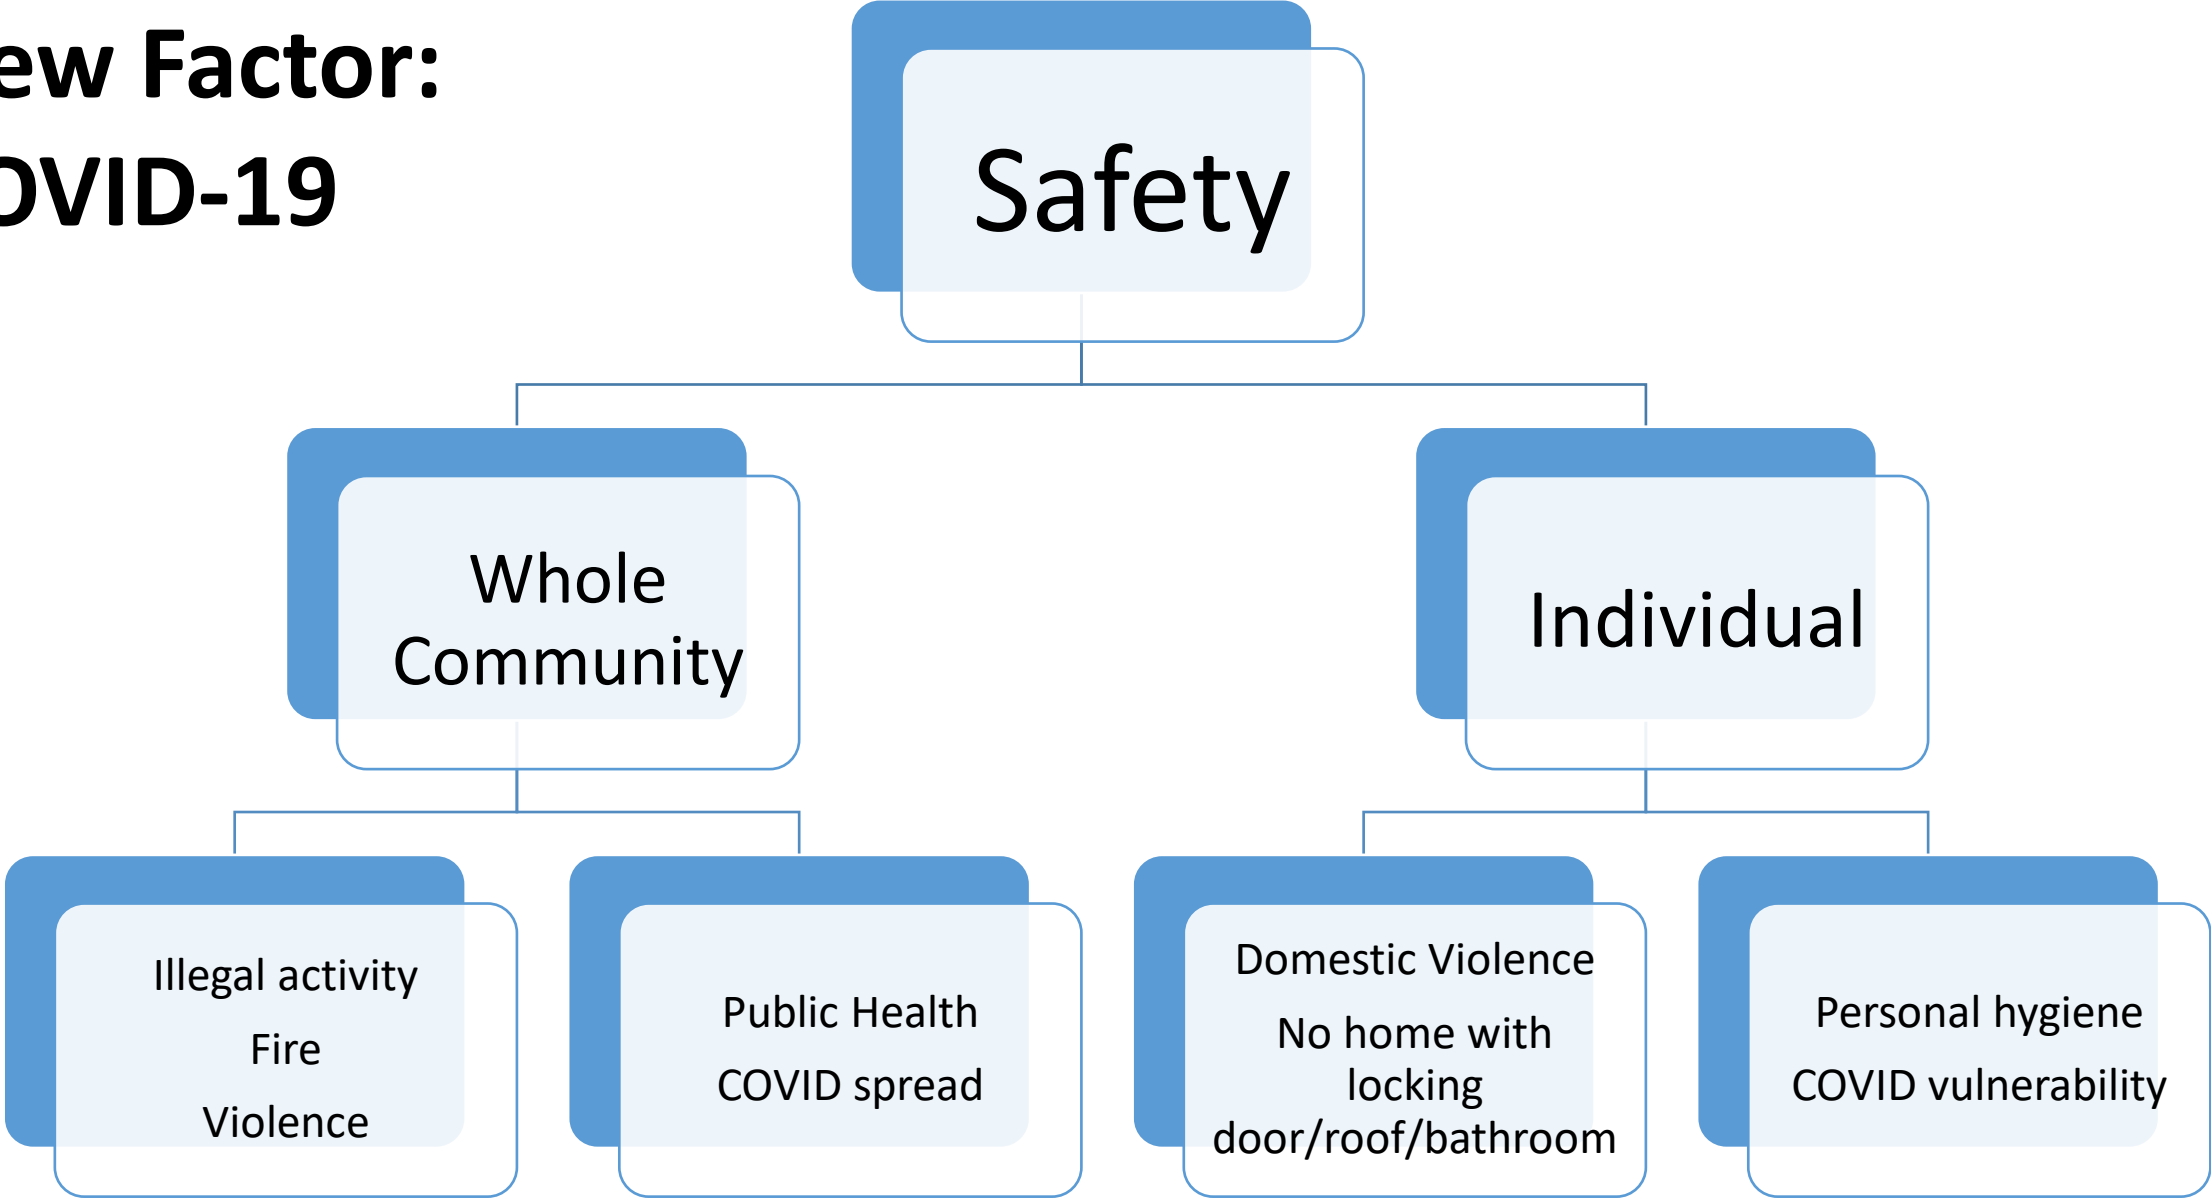 ew Factor:
OVID-19
Safety
Whole
Community
Individual
Illegal activity
Fire
Violence
Public Health
COVID spread
Domestic Violence
No home with
locking
door/roof/bathroom
Personal hygiene
COVID vulnerability